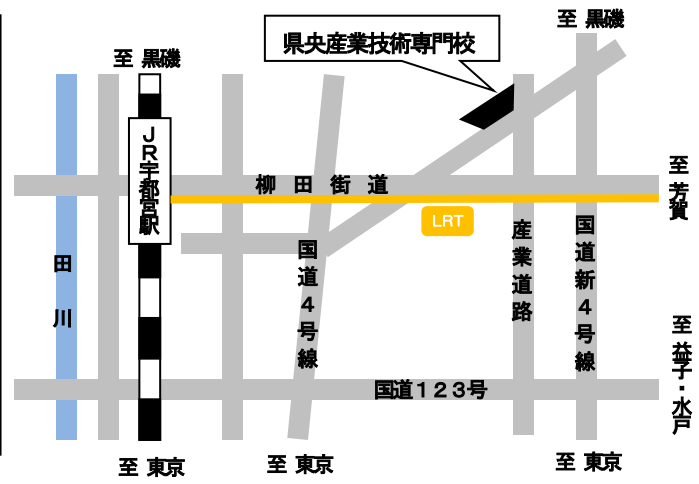 至 黒磯
県央産業技術専門校
至 黒磯
JR宇都宮駅
柳田街道
至 芳賀
LRT
田川
国道4号線
産業道路
国道新4号線
至 益子・水戸
国道123号
至 東京
至 東京
至 東京